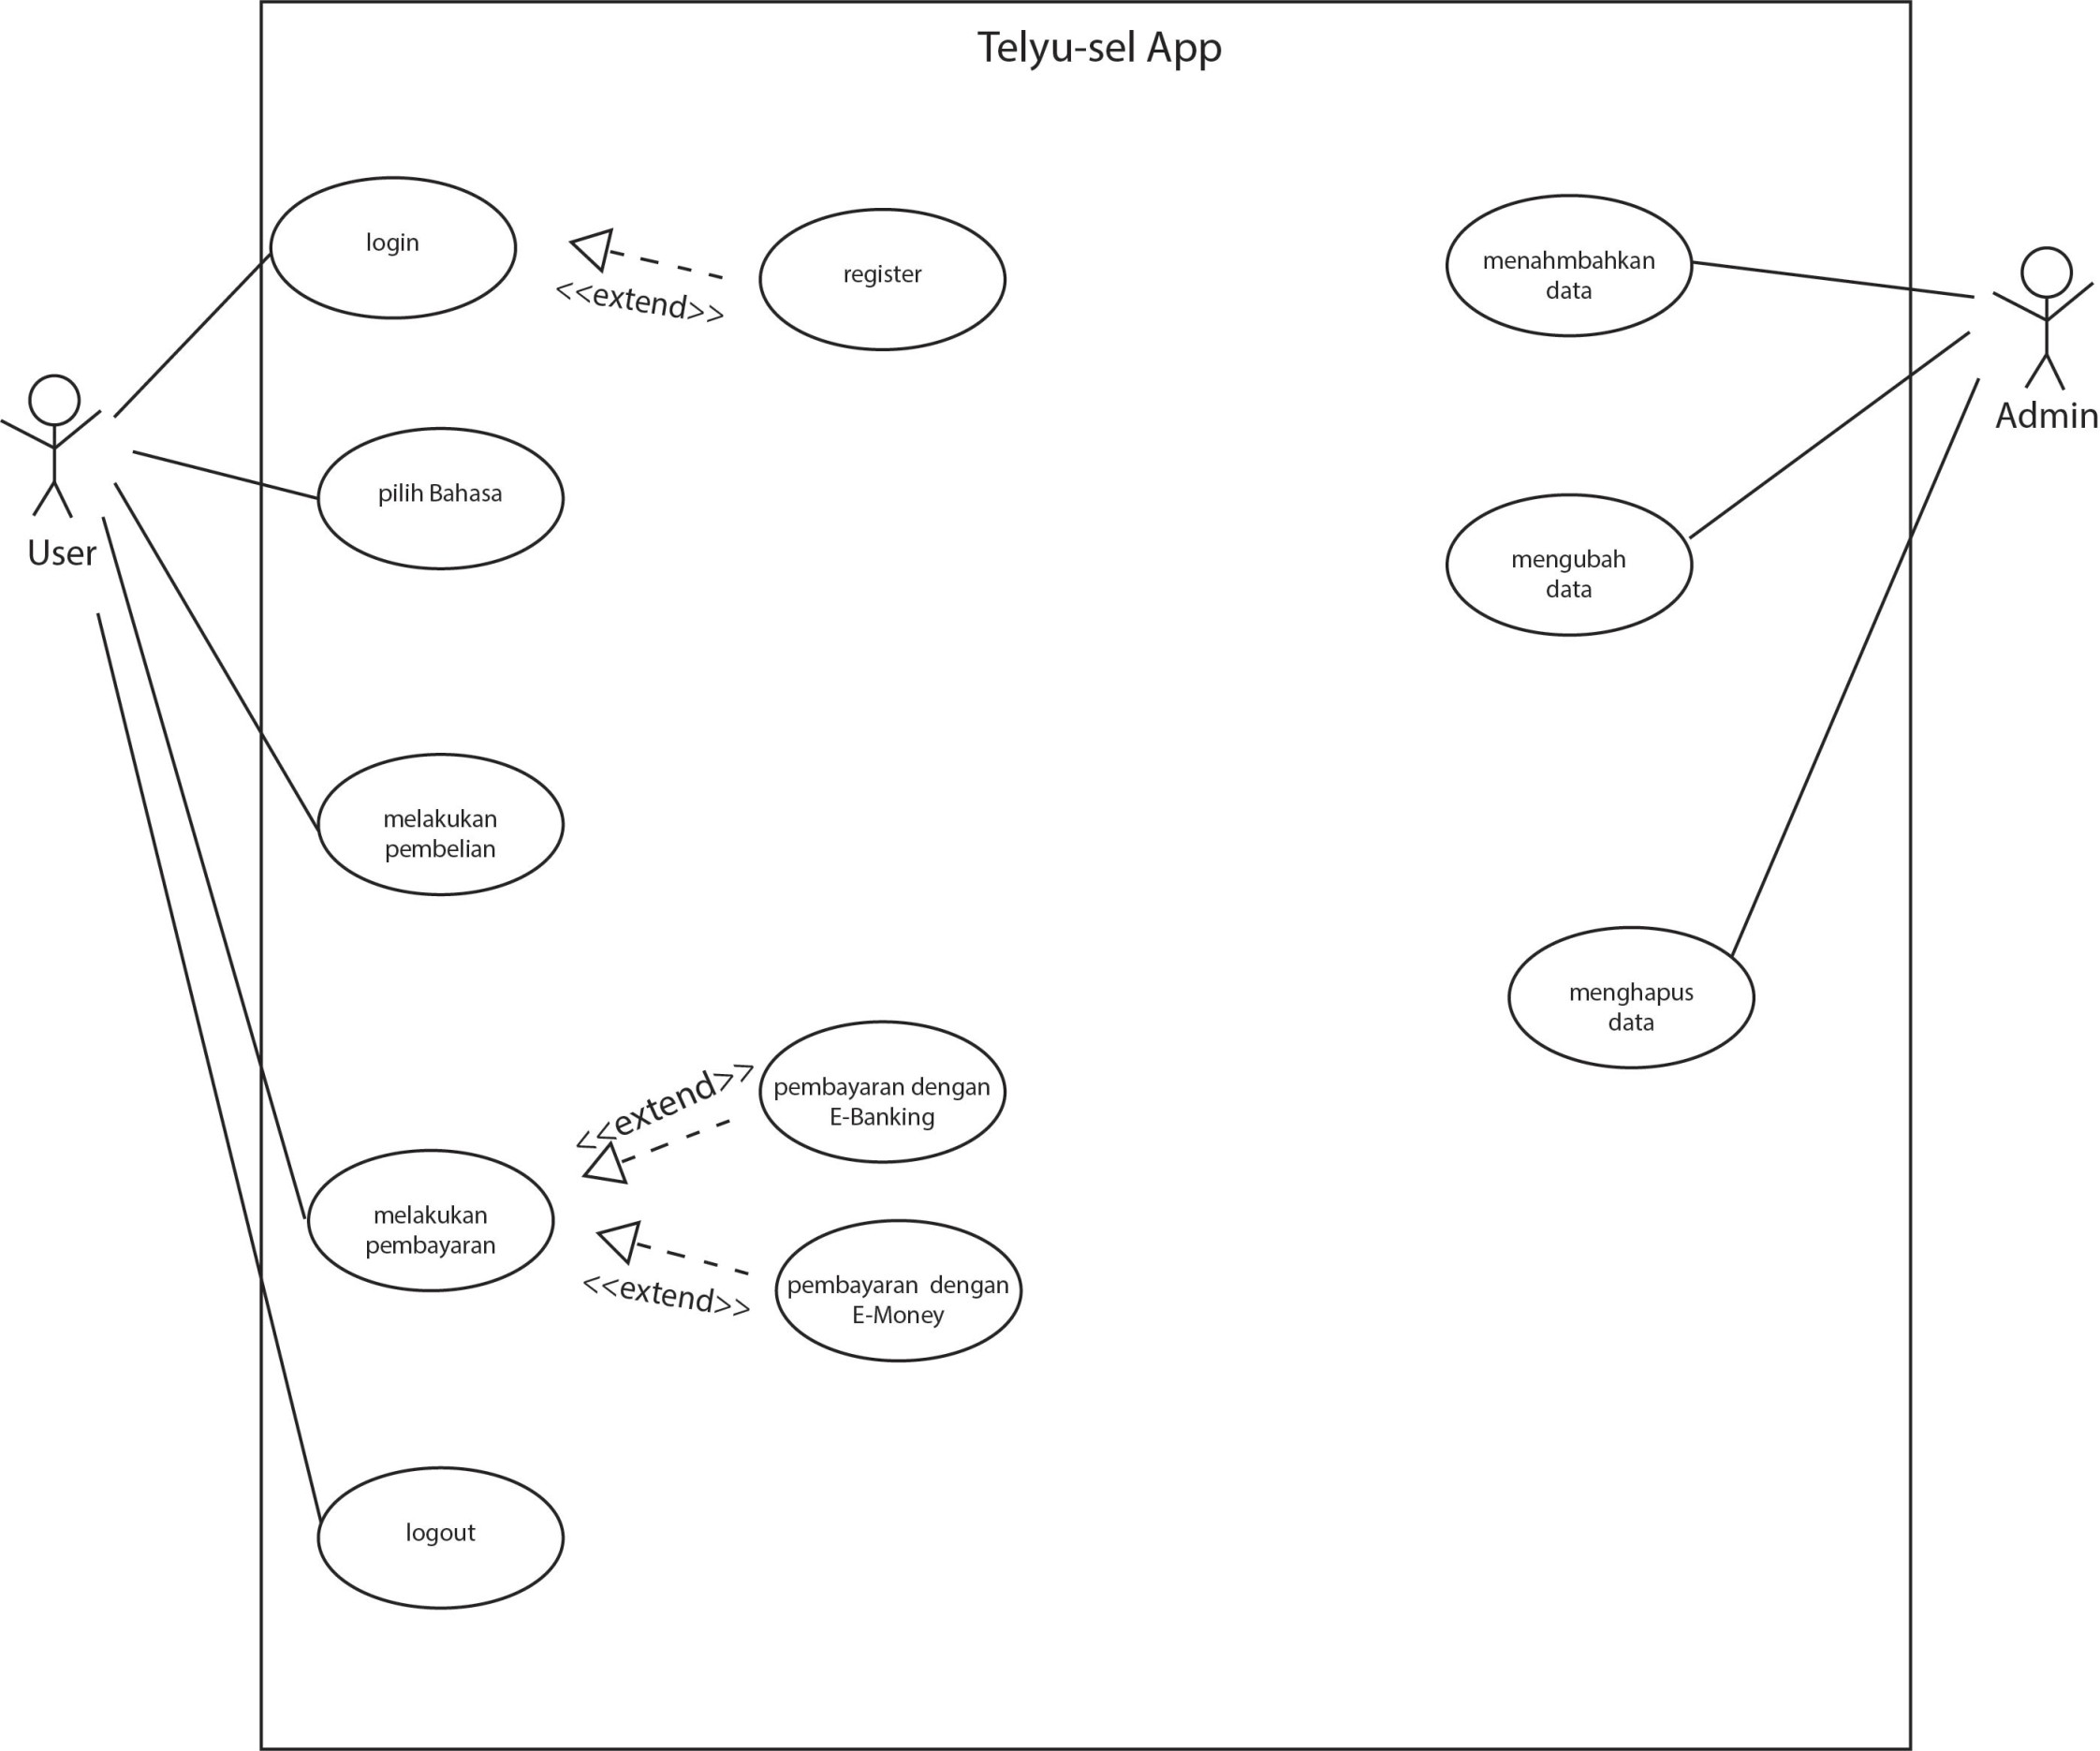 Telyu-sel App
login
<<extend>>
register
menahmbahkan
data
Admin
pilih Bahasa
User
mengubah
data
melakukan
pembelian
menghapus
data
<<extend>>
pembayaran dengan
E-Banking
melakukan
pembayaran
<<extend>>
pembayaran dengan
E-Money
logout